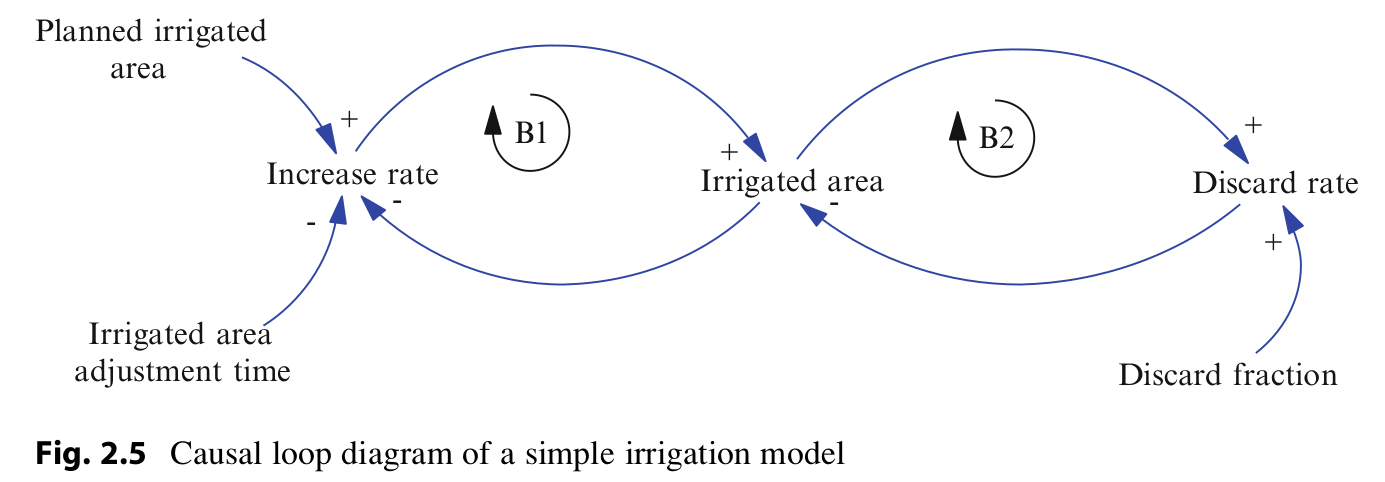 Planned irrigated
area
+
B1
B2
+
+
Increase rate
Irrigated area
Discard rate
-
-
-
+
Irrigated area
adjustment time
Discard fraction
Fig. 2.5 Causal loop diagram of a simple irrigation model